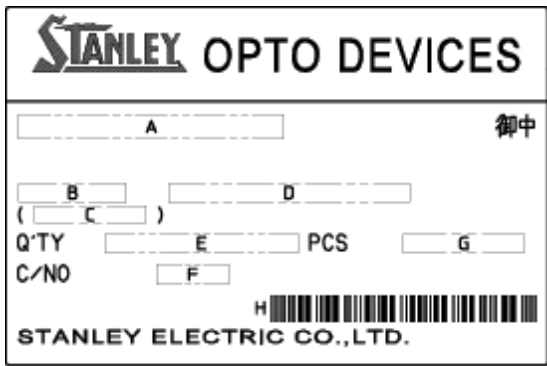 STANLEY OPTO DEVICES
A 御中
B D
( C )
Q'TY E PCS G
C/NO F
H
STANLEY ELECTRIC CO.,LTD.